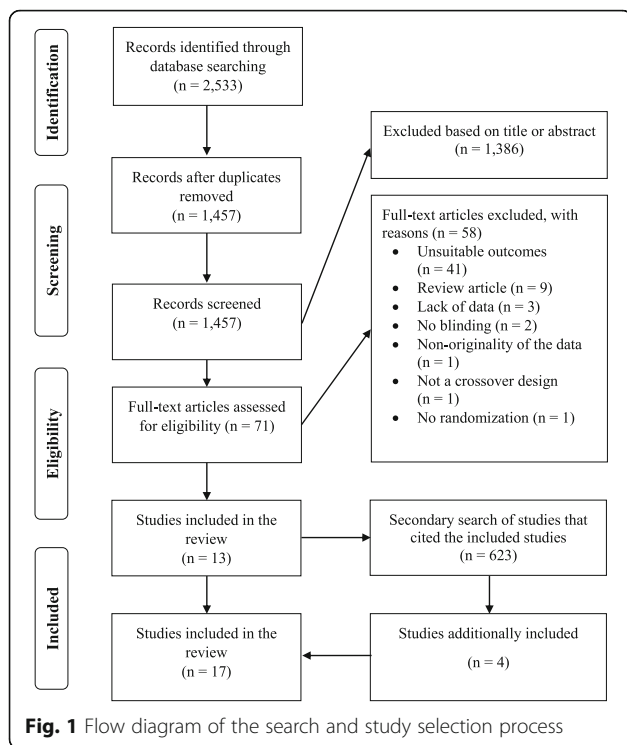 Identification
Records identified through
database searching
(n = 2,533)
Excluded based on title or abstract
(n = 1,386)
Screening
Records after duplicates
removed
(n = 1,457)
Full-text articles excluded, with
reasons (n = 58)
• Unsuitable outcomes
(n = 41)
• Review article (n = 9)
• Lack of data (n = 3)
• No blinding (n = 2)
• Non-originality of the data
(n = 1)
• Not a crossover design
(n = 1)
• No randomization (n = 1)
Records screened
(n = 1,457)
Eligibility
Full-text articles assessed
for eligibility (n = 71)
Studies included in the
review
(n = 13)
Secondary search of studies that
cited the included studies
(n = 623)
Included
Studies included in the
review
(n = 17)
Studies additionally included
(n = 4)
Fig. 1 Flow diagram of the search and study selection process